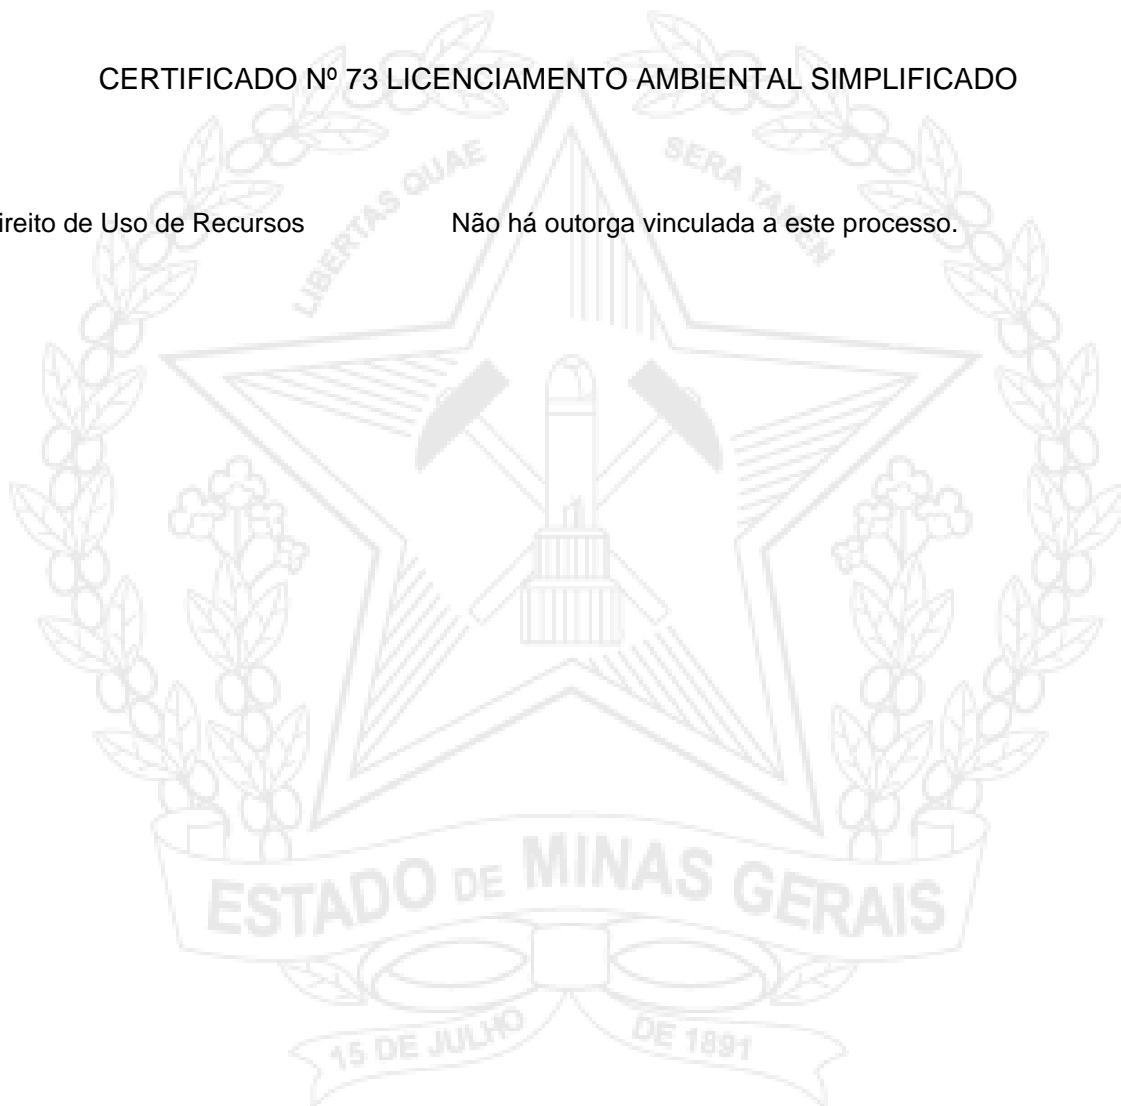 CERTIFICADO Nº 73 LICENCIAMENTO AMBIENTAL SIMPLIFICADO
LIBERTAS QUAE SERA TAMEN
ireito de Uso de Recursos Não há outorga vinculada a este processo.
ESTADO DE MINAS GERAIS
15 DE JULHO DE 1891